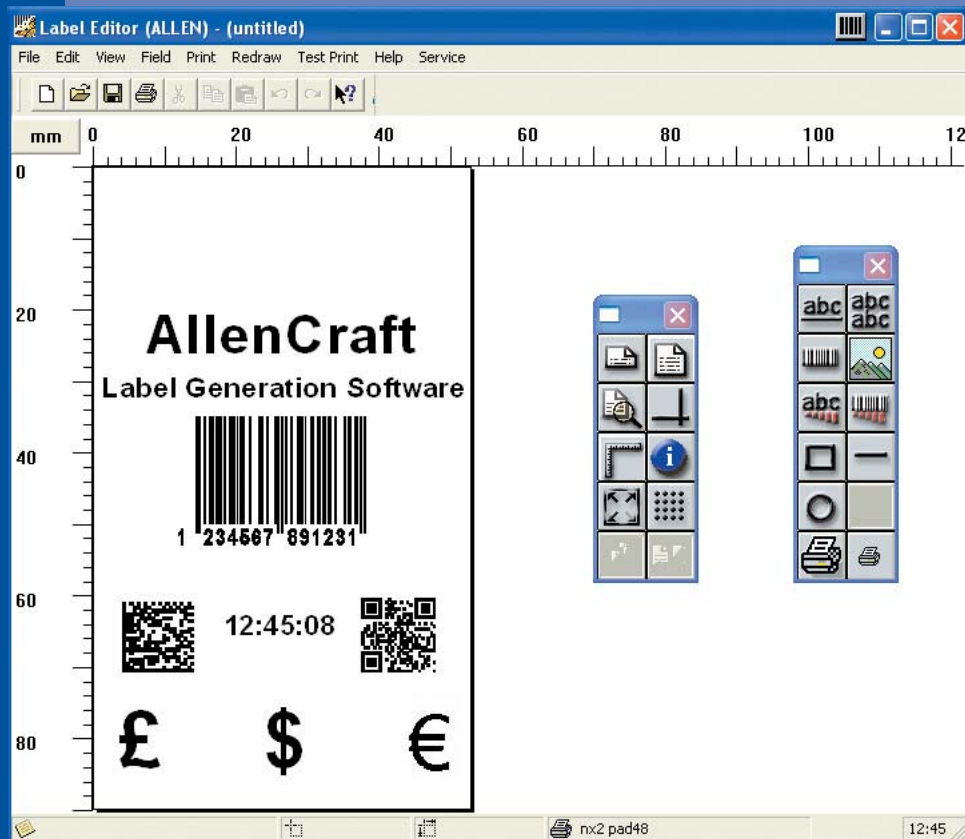 Label Editor (ALLEN) - (untitled)
File Edit View Field Print Redraw Test Print Help Service
mm 0 20 40 60 80 100 12
0
20
40
60
80
AllenCraft
Label Generation Software
1 234567 891231
12:45:08
£ $ €
abc abc
abc
abc
nx2 pad48 12:45